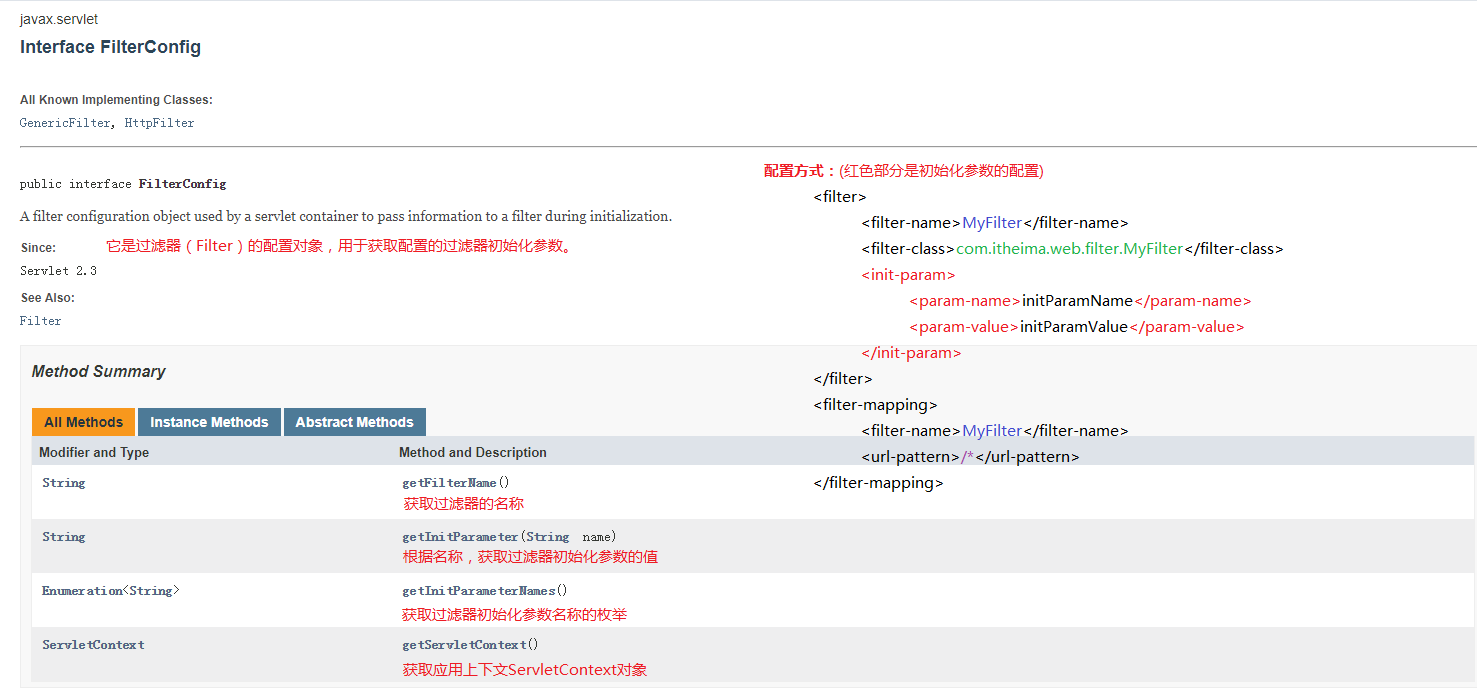 javax.servlet
Interface FilterConfig
All Known Implementing Classes:
GenericFilter, HttpFilter
public interface FilterConfig
A filter configuration object used by a servlet container to pass information to a filter during initialization.
Since: 它是过滤器（Filter）的配置对象，用于获取配置的过滤器初始化参数。
Servlet 2.3
See Also:
Filter
配置方式：(红色部分是初始化参数的配置)
<filter>
<filter-name>MyFilter</filter-name>
<filter-class>com.itheima.web.filter.MyFilter</filter-class>
<init-param>
<param-name>initParamName</param-name>
<param-value>initParamValue</param-value>
</init-param>
</filter>
<filter-mapping>
<filter-name>MyFilter</filter-name>
<url-pattern>/*</url-pattern>
</filter-mapping>
Method Summary
All Methods Instance Methods Abstract Methods
Modifier and Type Method and Description
String getFilterName()
获取过滤器的名称
String getInitParameter(String name)
根据名称，获取过滤器初始化参数的值
Enumeration<String> getInitParameterNames()
获取过滤器初始化参数名称的枚举
ServletContext getServletContext()
获取应用上下文ServletContext对象